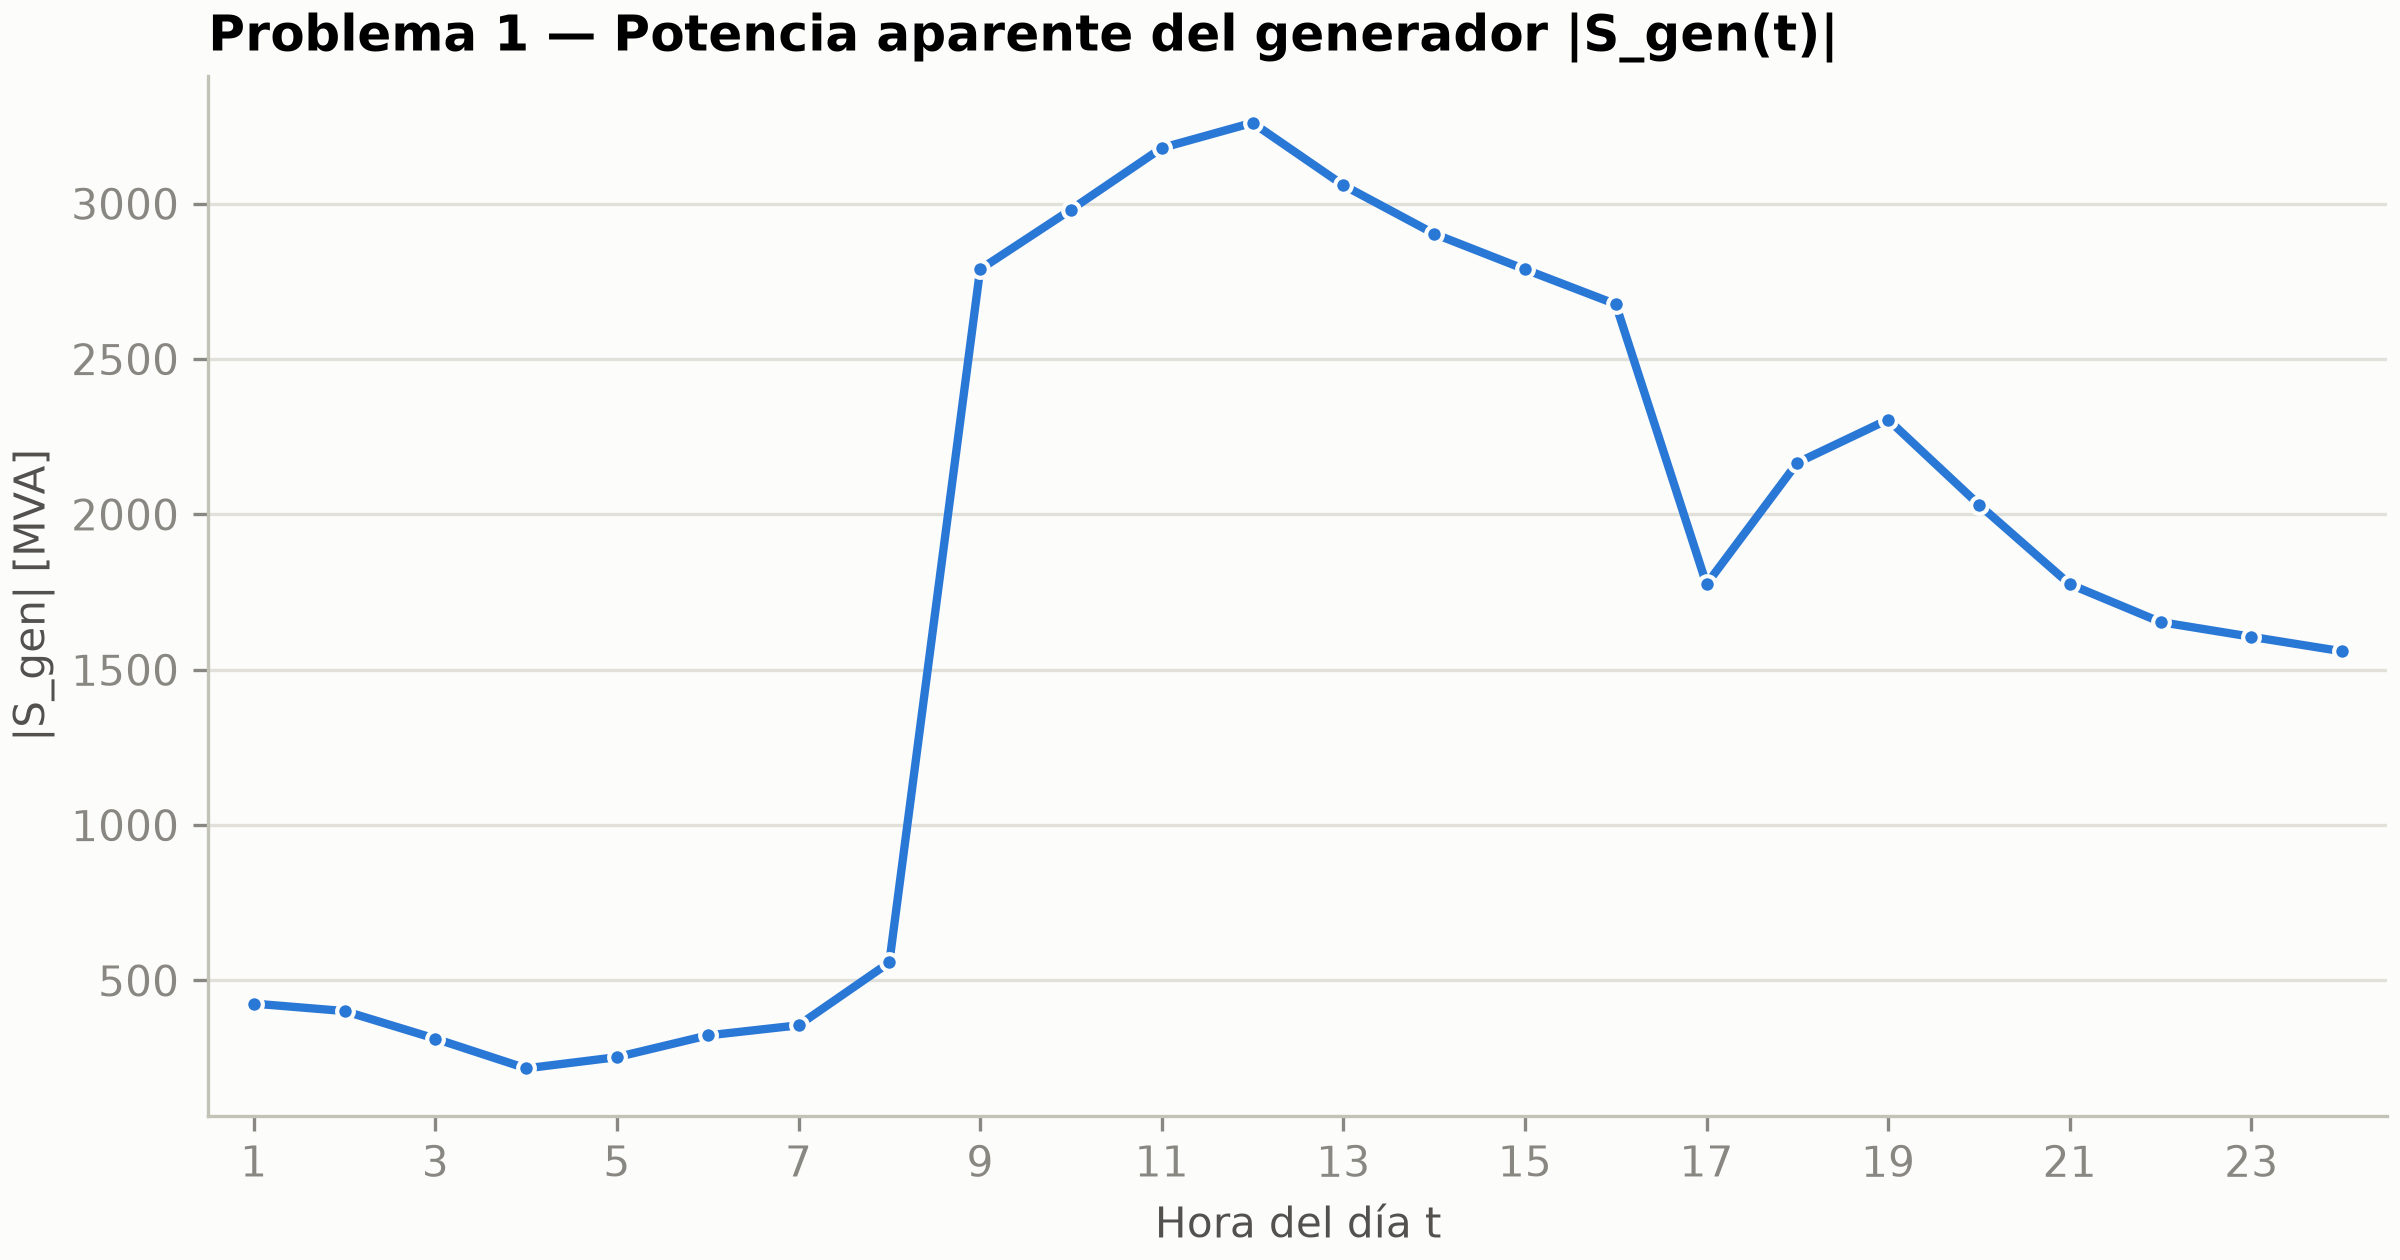 Problema 1 — Potencia aparente del generador |S_gen(t)|
|S_gen| [MVA]
3000
2500
2000
1500
1000
500
1 3 5 7 9 11 13 15 17 19 21 23
Hora del día t